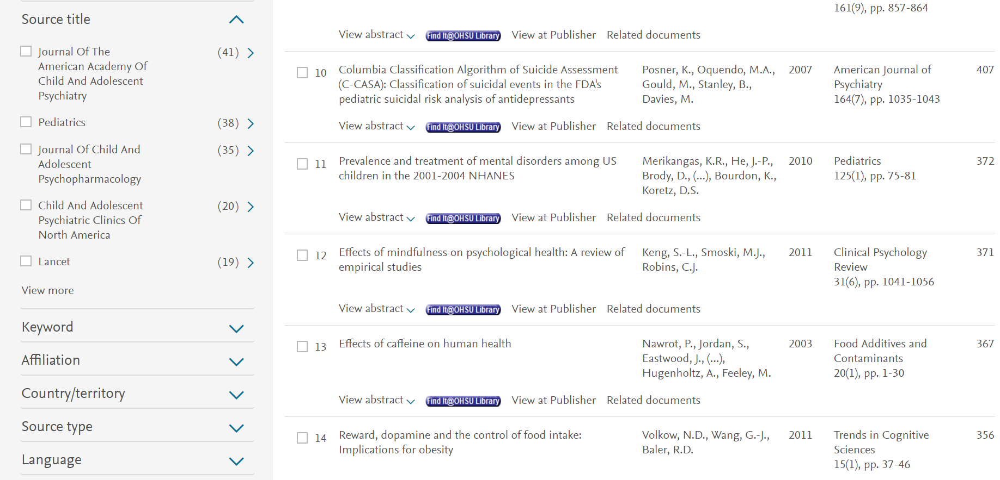 Source title
Journal Of The
American Academy Of
Child And Adolescent
Psychiatry
(41)
Pediatrics
(38)
Journal Of Child And
Adolescent
Psychopharmacology
(35)
Child And Adolescent
Psychiatric Clinics Of
North America
(20)
Lancet
(19)
View more
Keyword
Affiliation
Country/territory
Source type
Language
161(9), pp. 857-864
View abstract Find It@OHSU Library View at Publisher Related documents
10
Columbia Classification Algorithm of Suicide Assessment
(C-CASA): Classification of suicidal events in the FDA's
pediatric suicidal risk analysis of antidepressants
Posner, K., Oquendo, M.A.,
Gould, M., Stanley, B.,
Davies, M.
2007
American Journal of
Psychiatry
164(7), pp. 1035-1043
407
View abstract Find It@OHSU Library View at Publisher Related documents
11
Prevalence and treatment of mental disorders among US
children in the 2001-2004 NHANES
Merikangas, K.R., He, J.-P.,
Brody, D., (...), Bourdon, K.,
Koretz, D.S.
2010
Pediatrics
125(1), pp. 75-81
372
View abstract Find It@OHSU Library View at Publisher Related documents
12
Effects of mindfulness on psychological health: A review of
empirical studies
Keng, S.-L., Smoski, M.J.,
Robins, C.J.
2011
Clinical Psychology
Review
31(6), pp. 1041-1056
371
View abstract Find It@OHSU Library View at Publisher Related documents
13
Effects of caffeine on human health
Nawrot, P., Jordan, S.,
Eastwood, J., (...),
Hugenholtz, A., Feeley, M.
2003
Food Additives and
Contaminants
20(1), pp. 1-30
367
View abstract Find It@OHSU Library View at Publisher Related documents
14
Reward, dopamine and the control of food intake:
Implications for obesity
Volkow, N.D., Wang, G.-J.,
Baler, R.D.
2011
Trends in Cognitive
Sciences
15(1), pp. 37-46
356